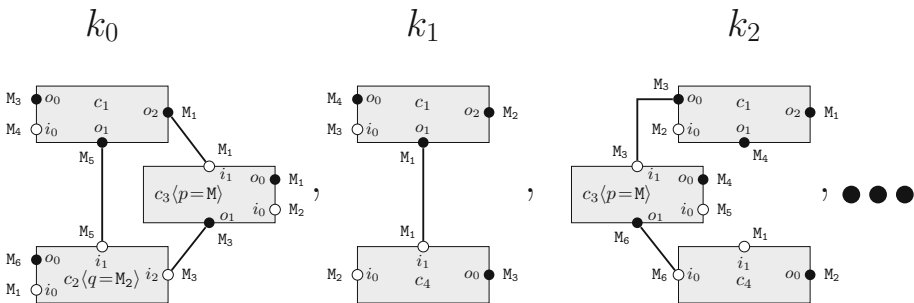 k₀ k₁ k₂
M₃ o₀ c₁ o₂ M₁
M₄ i₀ o₁
M₅ M₁
i₁ o₀ M₁
c₃⟨p=M⟩ i₀ M₂
o₁
M₅ M₃
M₆ o₀ i₁ i₂ M₃
M₁ i₀ c₂⟨q=M₂⟩
,
M₄ o₀ c₁ o₂ M₂
M₃ i₀ o₁
M₁
M₁
M₂ i₀ i₁ o₀ M₃
c₄
,
M₃
o₀ c₁ o₂ M₁
M₂ i₀ o₁
M₃ M₄
i₁ o₀ M₄
c₃⟨p=M⟩ i₀ M₅
o₁
M₆ M₁
M₆ i₀ i₁ o₀ M₂
c₄
, ●●●